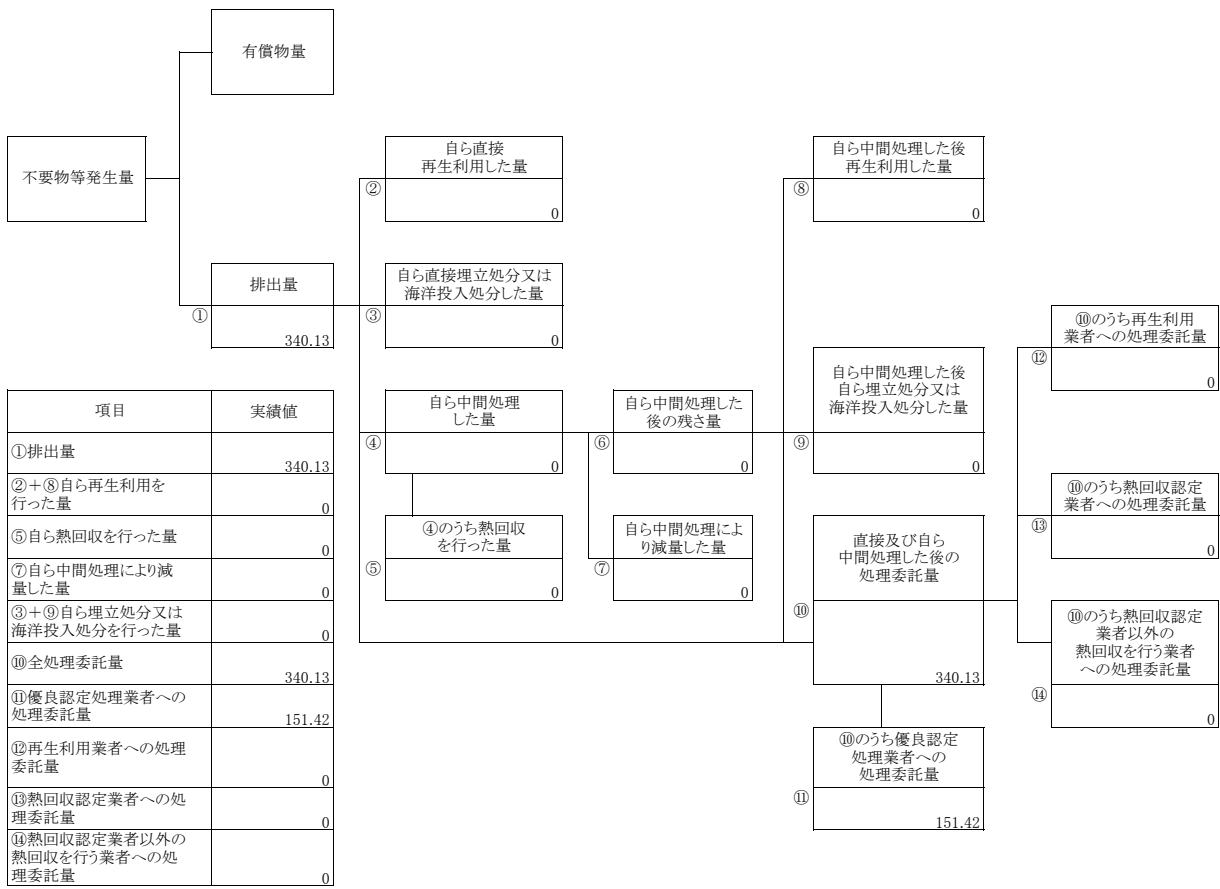 有償物量
不要物等発生量
排出量
①
340.13
自ら直接
再生利用した量
②
0
自ら直接埋立処分又は
海洋投入処分した量
③
0
自ら中間処理
した量
④
0
④のうち熱回収
を行った量
⑤
0
自ら中間処理した
後の残さ量
⑥
0
自ら中間処理によ
り減量した量
⑦
0
自ら中間処理した後
再生利用した量
⑧
0
自ら中間処理した後
自ら埋立処分又は
海洋投入処分した量
⑨
0
直接及び自ら
中間処理した後の
処理委託量
⑩
340.13
⑩のうち優良認定
処理業者への
処理委託量
⑪
151.42
⑩のうち再生利用
業者への処理委託量
⑫
0
⑩のうち熱回収認定
業者への処理委託量
⑬
0
⑩のうち熱回収認定
業者以外の
熱回収を行う業者
への処理委託量
⑭
0
項目 実績値
①排出量
340.13
②+⑧自ら再生利用を
行った量
0
⑤自ら熱回収を行った量
0
⑦自ら中間処理により減
量した量
0
③+⑨自ら埋立処分又は
海洋投入処分を行った量
0
⑩全処理委託量
340.13
⑪優良認定処理業者への
処理委託量
151.42
⑫再生利用業者への処理
委託量
0
⑬熱回収認定業者への処
理委託量
0
⑭熱回収認定業者以外の
熱回収を行う業者への処
理委託量
0